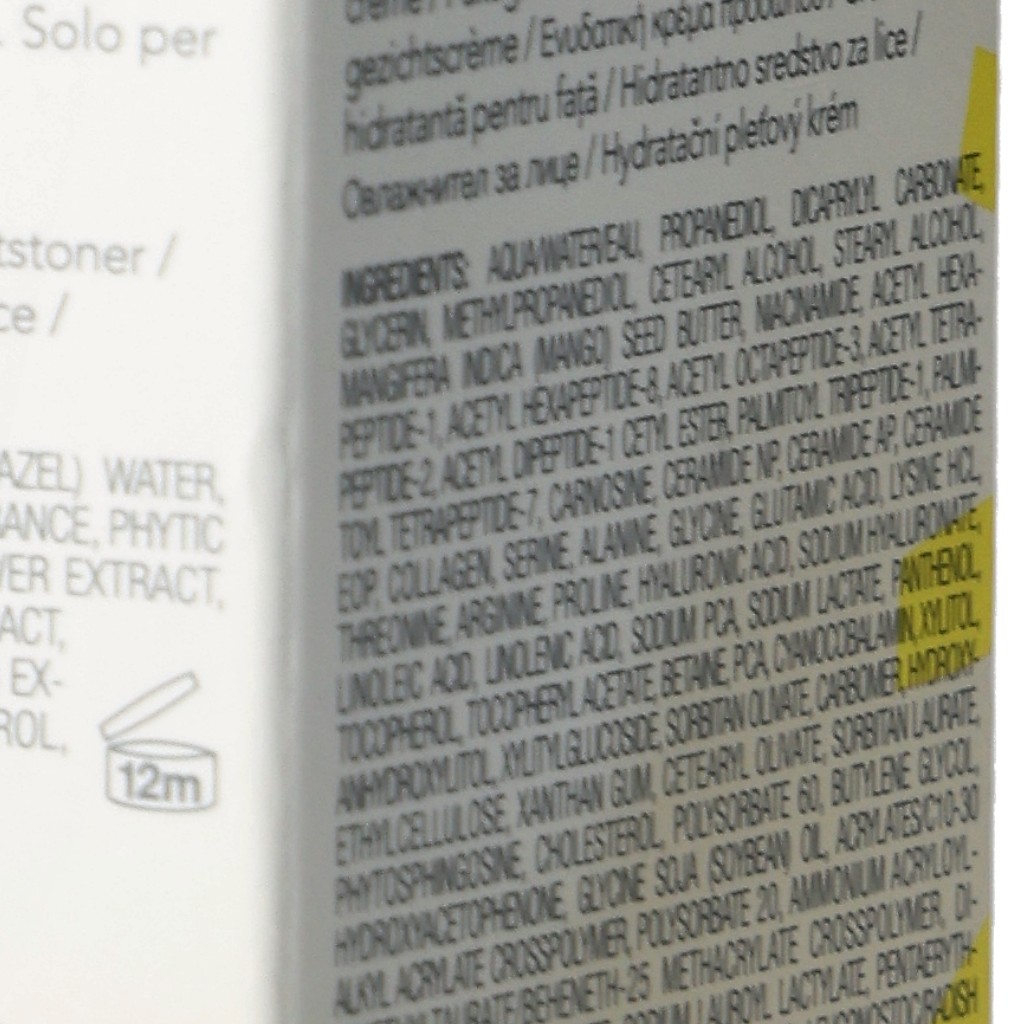 . Solo per
tstoner /
ce /
AZEL) WATER,
RANCE, PHYTIC
VER EXTRACT,
ACT,
EX-
ROL,
12m
gezichtscrème / Ενυδατική κρέμα προσώπου /
hidratantă pentru față / Hidratantno sredstvo za lice /
Овлажнител за лице / Hydratační pleťový krém
INGREDIENTS: AQUA/WATER/EAU, PROPANEDIOL, DICAPRYLYL CARBONATE,
GLYCERIN, METHYLPROPANEDIOL, CETEARYL ALCOHOL, STEARYL ALCOHOL,
MANGIFERA INDICA (MANGO) SEED BUTTER, NIACINAMIDE, ACETYL HEXA-
PEPTIDE-1, ACETYL HEXAPEPTIDE-8, ACETYL OCTAPEPTIDE-3, ACETYL TETRA-
PEPTIDE-2, ACETYL DIPEPTIDE-1 CETYL ESTER, PALMITOYL TRIPEPTIDE-1, PALMI-
TOYL TETRAPEPTIDE-7, CARNOSINE, CERAMIDE NP, CERAMIDE AP, CERAMIDE
EOP, COLLAGEN, SERINE, ALANINE, GLYCINE, GLUTAMIC ACID, LYSINE HCL,
THREONINE, ARGININE, PROLINE, HYALURONIC ACID, SODIUM HYALURONATE,
LINOLEIC ACID, LINOLENIC ACID, SODIUM PCA, SODIUM LACTATE, PANTHENOL,
TOCOPHEROL, TOCOPHERYL ACETATE, BETAINE, PCA, CYANOCOBALAMIN, XYLITOL,
ANHYDROXYLITOL, XYLITYLGLUCOSIDE, SORBITAN OLIVATE, CARBOMER, HYDROXY-
ETHYLCELLULOSE, XANTHAN GUM, CETEARYL OLIVATE, SORBITAN LAURATE,
PHYTOSPHINGOSINE, CHOLESTEROL, POLYSORBATE 60, BUTYLENE GLYCOL,
HYDROXYACETOPHENONE, GLYCINE SOJA (SOYBEAN) OIL, ACRYLATES/C10-30
ALKYL ACRYLATE CROSSPOLYMER, POLYSORBATE 20, AMMONIUM ACRYLOYL-
BEHENETH-25 METHACRYLATE CROSSPOLYMER, DI-
SODIUM LAUROYL LACTYLATE, PENTAERYTH-
RADISH